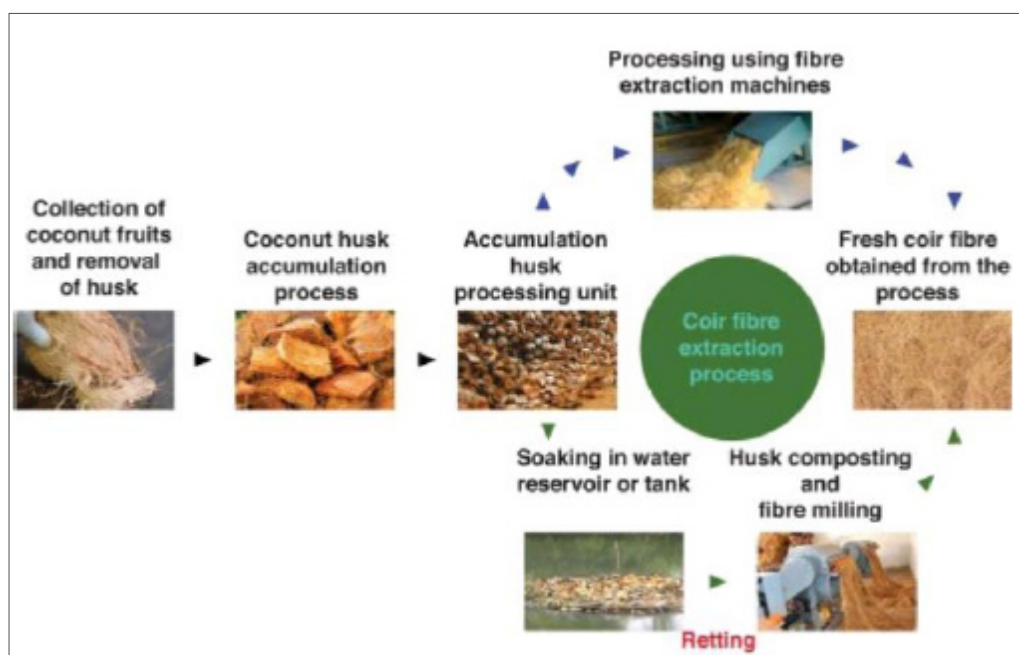 Processing using fibre
extraction machines
Collection of
coconut fruits
and removal
of husk
Coconut husk
accumulation
process
Accumulation
husk
processing unit
Fresh coir fibre
obtained from the
process
Coir fibre
extraction
process
Soaking in water
reservoir or tank
Husk composting
and
fibre milling
Retting